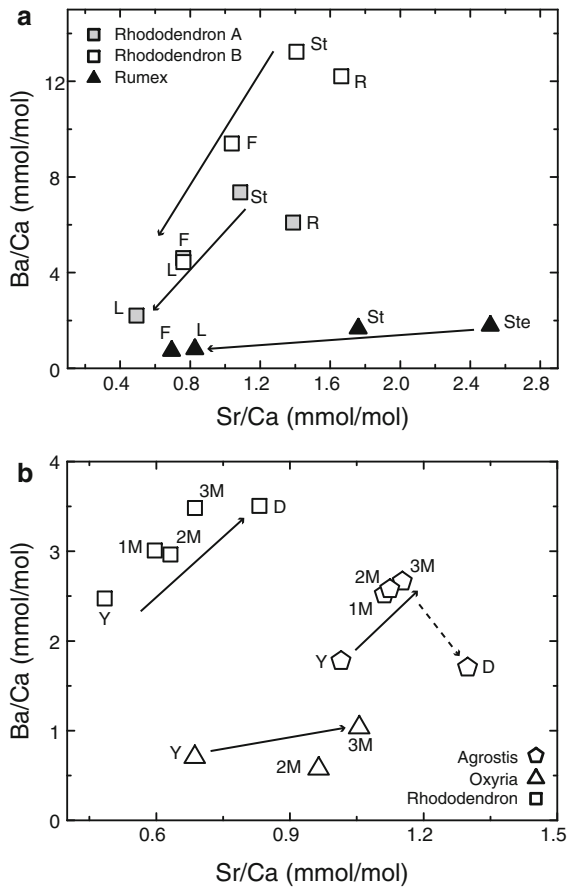 a
Rhododendron A
Rhododendron B
Rumex
St
R
F
St
R
F
L
L
F
L
St
Ste
0
4
8
12
0.4
0.8
1.2
1.6
2.0
2.4
2.8
Ba/Ca (mmol/mol)
Sr/Ca (mmol/mol)
b
3M
D
1M
2M
Y
3M
2M
1M
Y
D
Y
3M
2M
Agrostis
Oxyria
Rhododendron
0
1
2
3
4
0.6
0.9
1.2
1.5
Ba/Ca (mmol/mol)
Sr/Ca (mmol/mol)